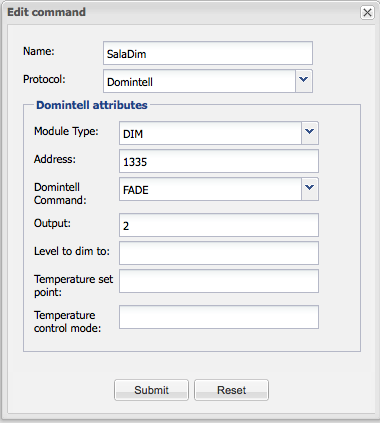 Edit command
Name: SalaDim
Protocol: Domintell
Domintell attributes
Module Type: DIM
Address: 1335
Domintell
Command: FADE
Output: 2
Level to dim to:
Temperature set
point:
Temperature
control mode:
Submit Reset